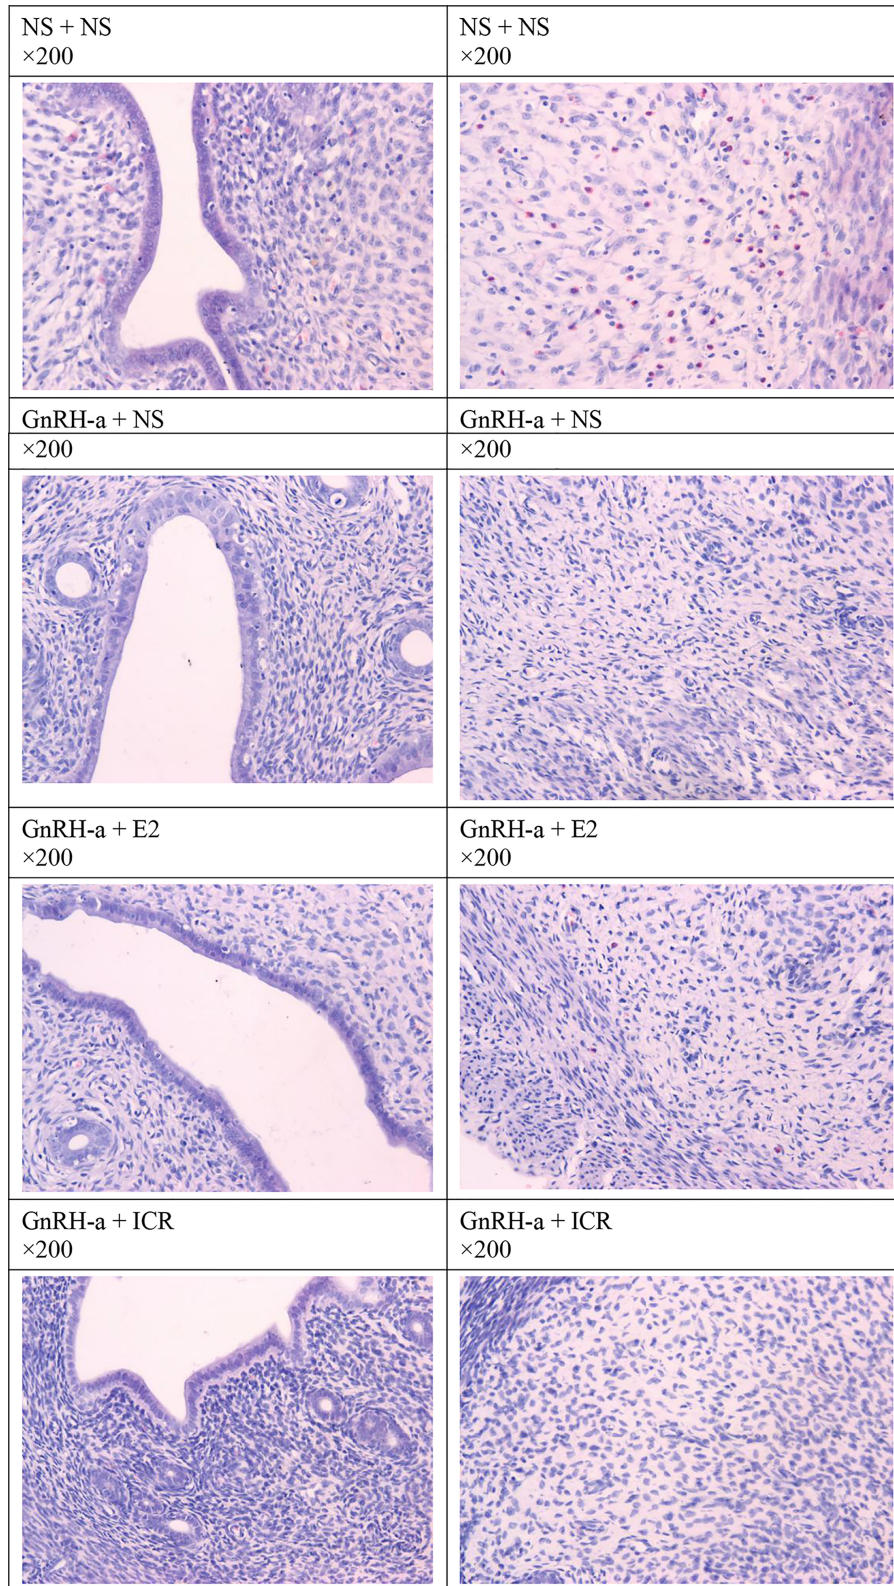 NS + NS
×200
NS + NS
×200
GnRH-a + NS
×200
GnRH-a + NS
×200
GnRH-a + E2
×200
GnRH-a + E2
×200
GnRH-a + ICR
×200
GnRH-a + ICR
×200